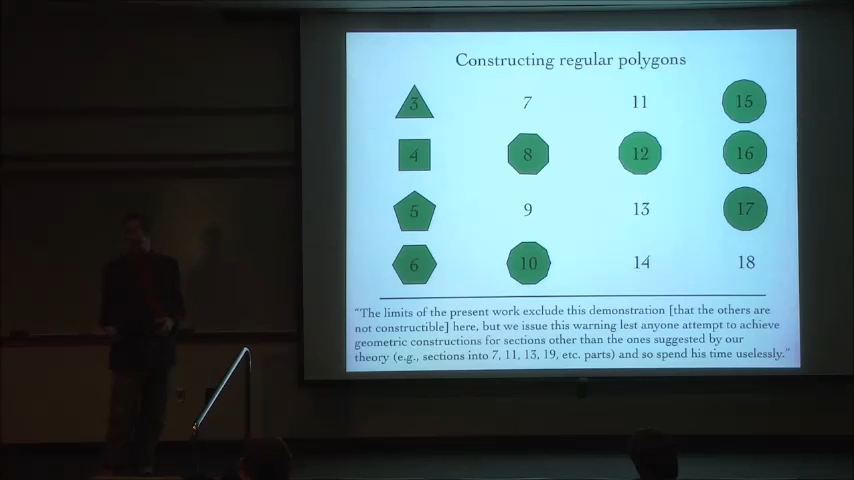 Constructing regular polygons
3 7 11 15
4 8 12 16
5 9 13 17
6 10 14 18
"The limits of the present work exclude this demonstration [that the others are
not constructible] here, but we issue this warning lest anyone attempt to achieve
geometric constructions for sections other than the ones suggested by our
theory (e.g., sections into 7, 11, 13, 19, etc. parts) and so spend his time uselessly."